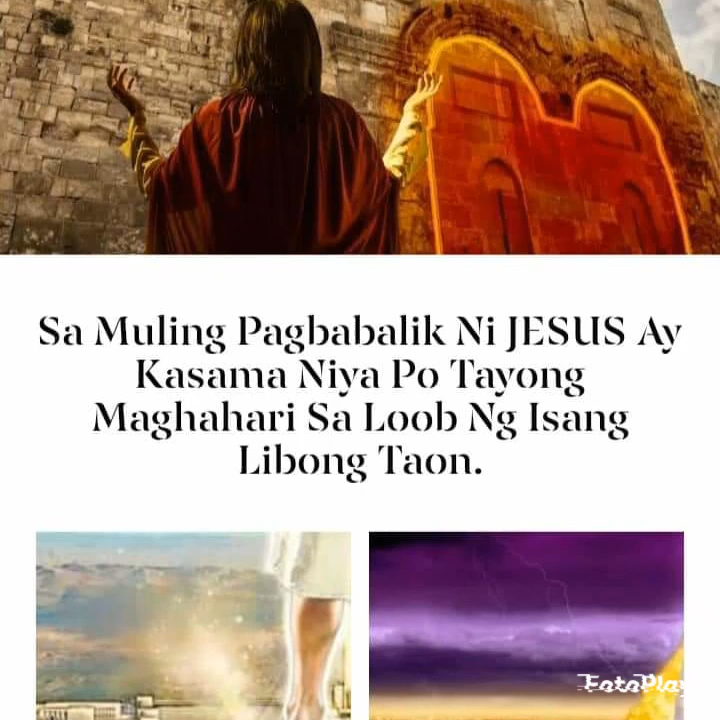 Sa Muling Pagbabalik Ni JESUS Ay
Kasama Niya Po Tayong
Maghahari Sa Loob Ng Isang
Libong Taon.